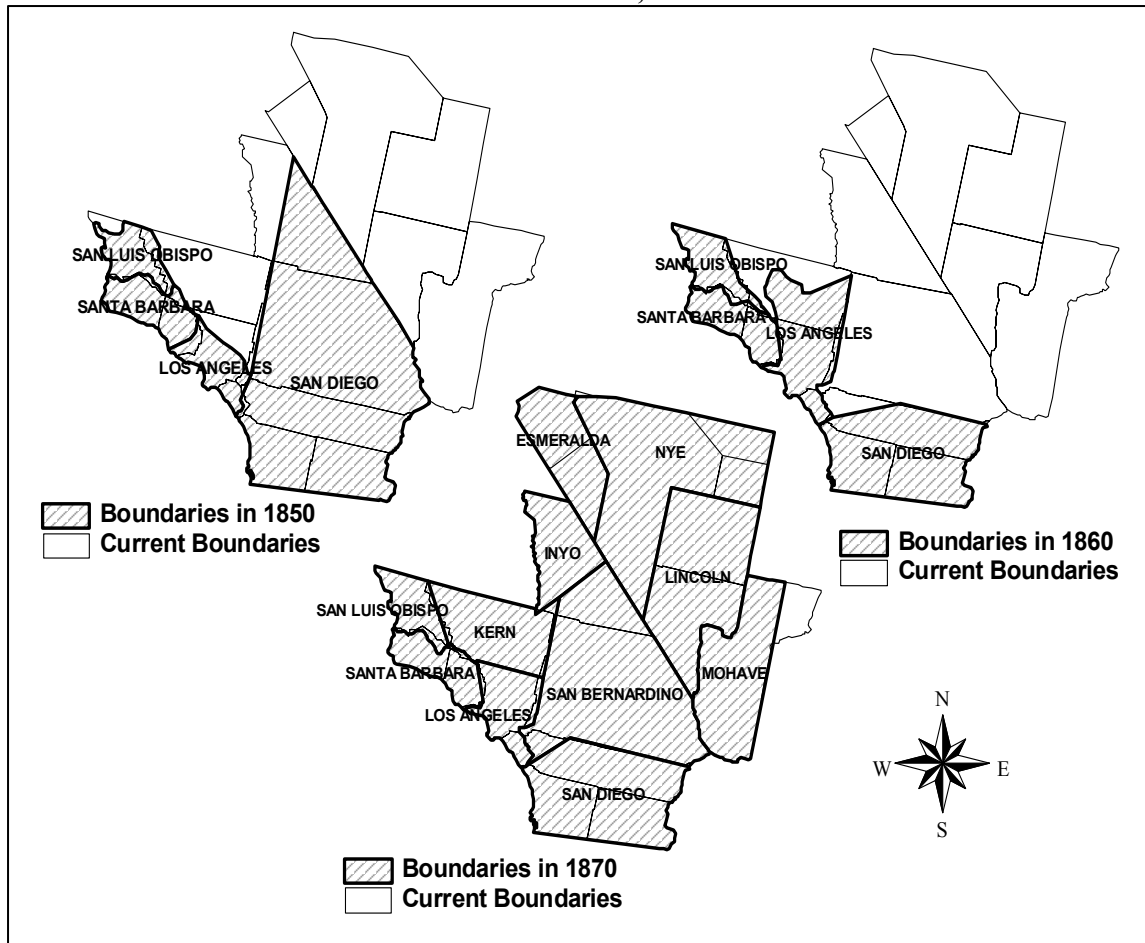 SAN LUIS OBISPO
SANTA BARBARA
LOS ANGELES
SAN DIEGO
Boundaries in 1850
Current Boundaries
SAN LUIS OBISPO
SANTA BARBARA
LOS ANGELES
SAN DIEGO
Boundaries in 1860
Current Boundaries
ESMERALDA
NYE
INYO
LINCOLN
SAN LUIS OBISPO
KERN
SANTA BARBARA
MOHAVE
SAN BERNARDINO
LOS ANGELES
SAN DIEGO
Boundaries in 1870
Current Boundaries
N
W
E
S